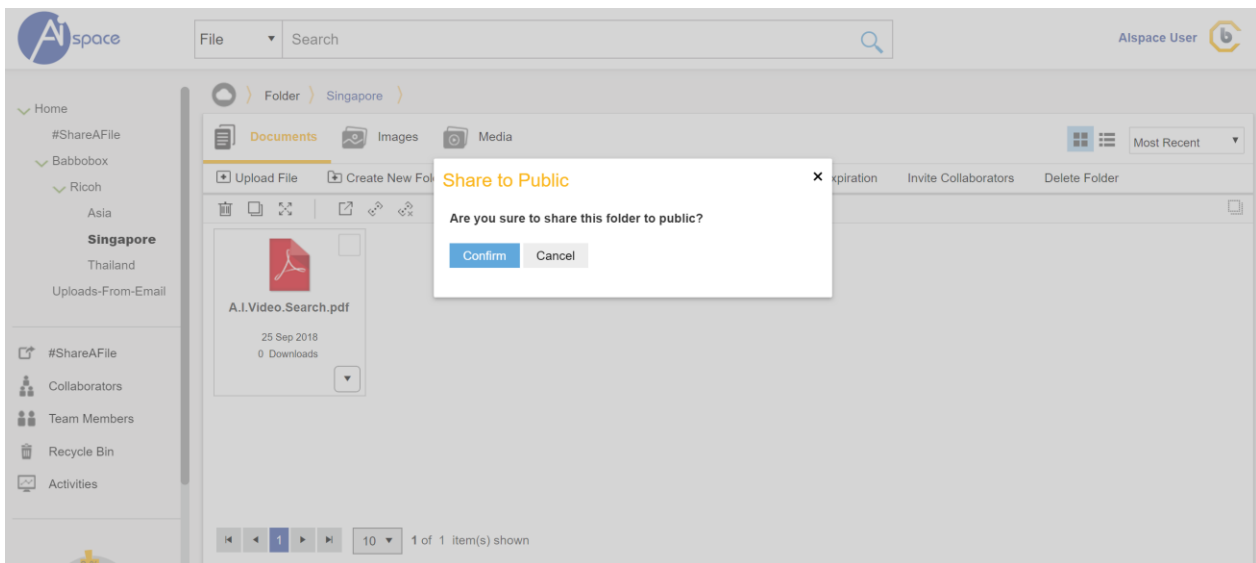 Aispace
File Search AIspace User
Home
#ShareAFile
Babbobox
Ricoh
Asia
Singapore
Thailand
Uploads-From-Email
#ShareAFile
Collaborators
Team Members
Recycle Bin
Activities
Folder Singapore
Documents Images Media Most Recent
Upload File Create New Fol xpiration Invite Collaborators Delete Folder
Share to Public ×
Are you sure to share this folder to public?
Confirm Cancel
A.I.Video.Search.pdf
25 Sep 2018
0 Downloads
1 10 1 of 1 item(s) shown